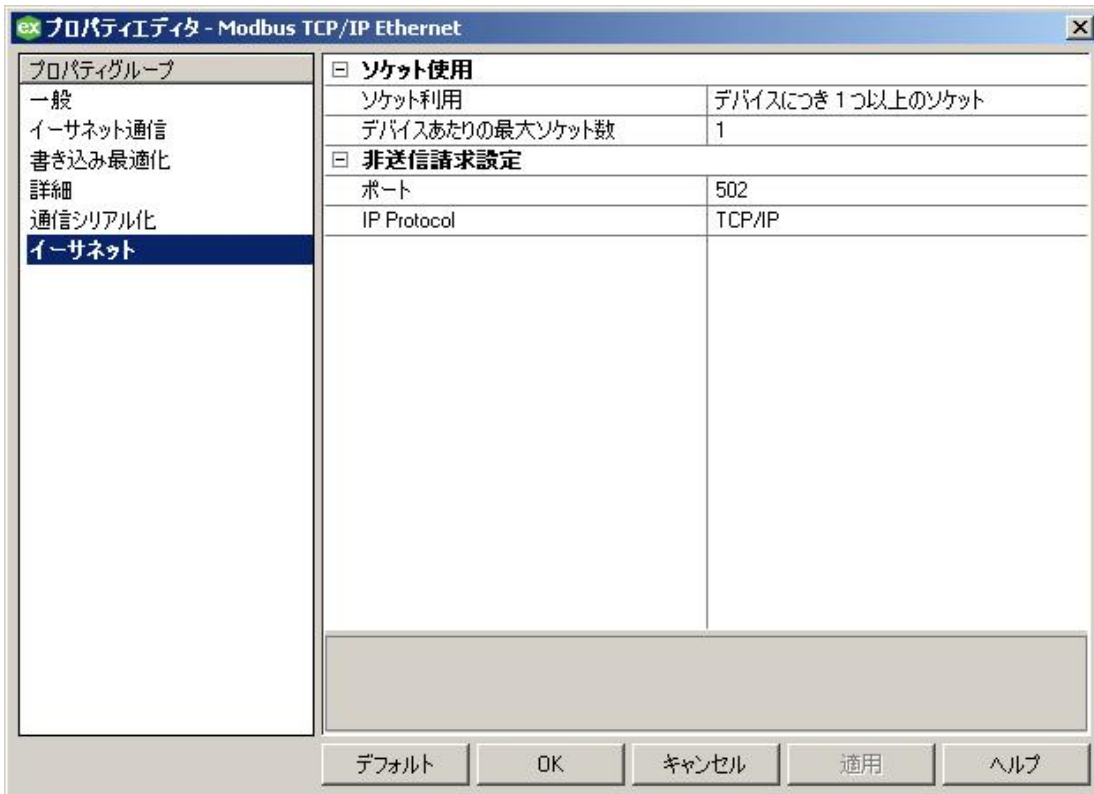 ex プロパティエディタ - Modbus TCP/IP Ethernet
プロパティグループ
一般
イーサネット通信
書き込み最適化
詳細
通信シリアル化
イーサネット
ソケット使用
ソケット利用 デバイスにつき1つ以上のソケット
デバイスあたりの最大ソケット数 1
非送信請求設定
ポート 502
IP Protocol TCP/IP
デフォルト OK キャンセル 適用 ヘルプ